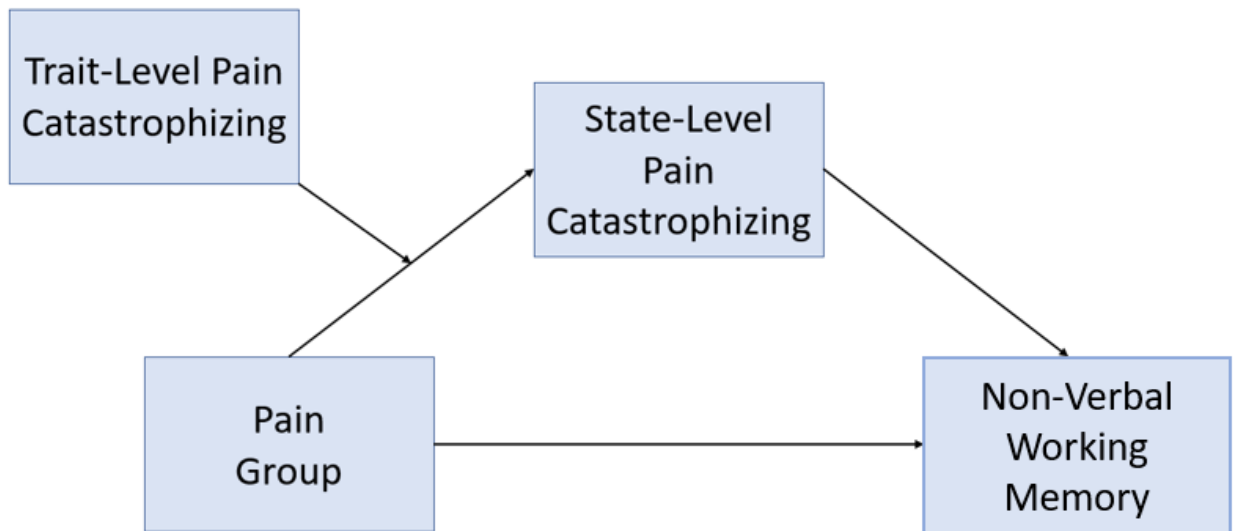 Trait-Level Pain
Catastrophizing
State-Level
Pain
Catastrophizing
Pain
Group
Non-Verbal
Working
Memory